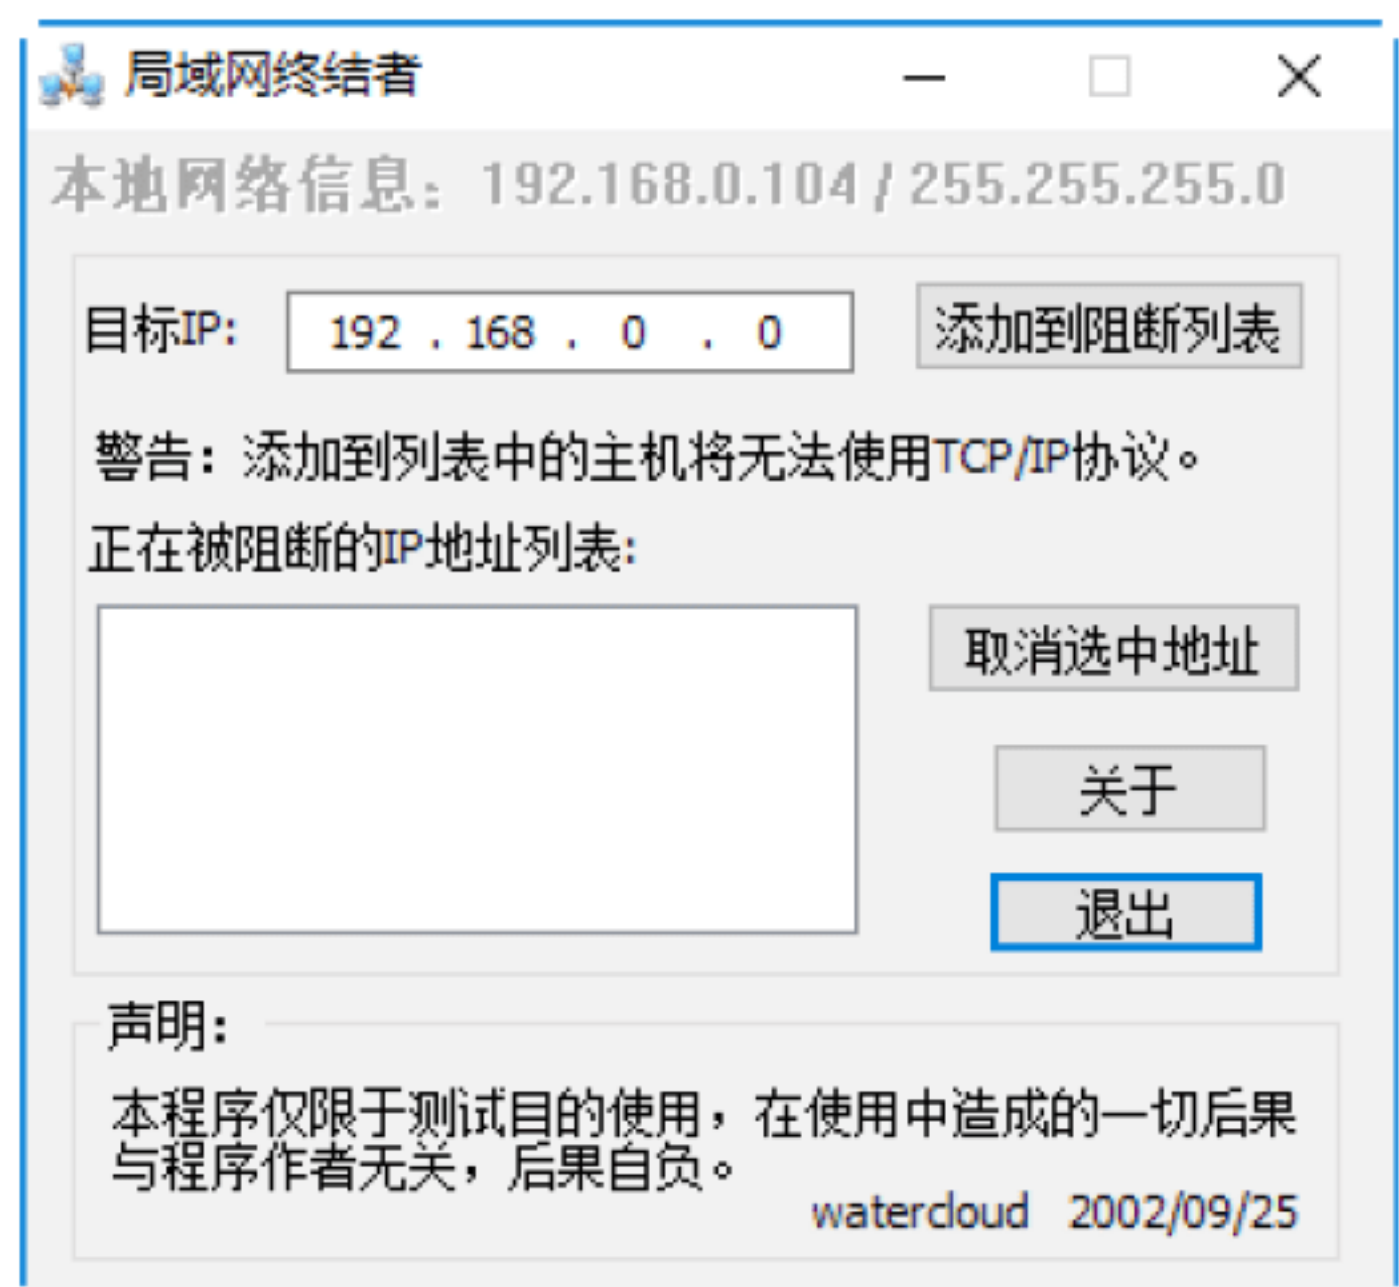 局域网终结者
本地网络信息：192.168.0.104 / 255.255.255.0
目标IP: 192 . 168 . 0 . 0 添加到阻断列表
警告：添加到列表中的主机将无法使用TCP/IP协议。
正在被阻断的IP地址列表:
取消选中地址
关于
退出
声明：
本程序仅限于测试目的使用，在使用中造成的一切后果
与程序作者无关，后果自负。
watercloud 2002/09/25